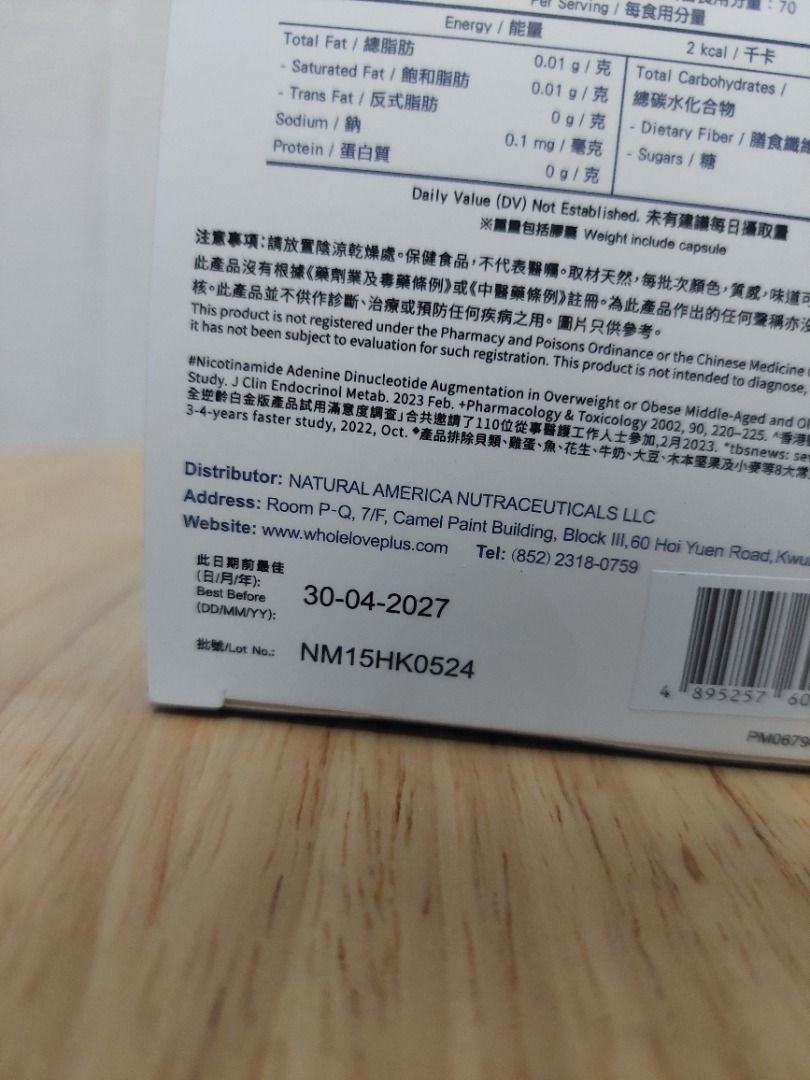 食用分量：70
Per Serving / 每食用分量
Energy / 能量
2 kcal / 千卡
Total Fat / 總脂肪
0.01 g / 克
- Saturated Fat / 飽和脂肪
0.01 g / 克
- Trans Fat / 反式脂肪
0 g / 克
Sodium / 鈉
0.1 mg / 毫克
Protein / 蛋白質
0 g / 克
Total Carbohydrates /
總碳水化合物
- Dietary Fiber / 膳食纖維
- Sugars / 糖
Daily Value (DV) Not Established. 未有建議每日攝取量
※重量包括膠囊 Weight include capsule
注意事項：請放置陰涼乾燥處。保健食品，不代表醫囑。取材天然，每批次顏色，質感，味道可
此產品沒有根據《藥劑業及毒藥條例》或《中醫藥條例》註冊。為此產品作出的任何聲稱亦沒
核。此產品並不供作診斷、治療或預防任何疾病之用。圖片只供參考。
This product is not registered under the Pharmacy and Poisons Ordinance or the Chinese Medicine
it has not been subject to evaluation for such registration. This product is not intended to diagnose,
#Nicotinamide Adenine Dinucleotide Augmentation in Overweight or Obese Middle-Aged and Ol
Study. J Clin Endocrinol Metab. 2023 Feb. +Pharmacology & Toxicology 2002, 90, 220–225. ^香港
全逆齡白金版產品試用滿意度調查」合共邀請了110位從事醫護工作人士參加,2月2023. *tbsnews: se
3-4-years faster study, 2022, Oct. ◆產品排除貝類、雞蛋、魚、花生、牛奶、大豆、木本堅果及小麥等8大常
Distributor: NATURAL AMERICA NUTRACEUTICALS LLC
Address: Room P-Q, 7/F, Camel Paint Building, Block III, 60 Hoi Yuen Road, Kwu
Website: www.wholeloveplus.com Tel: (852) 2318-0759
此日期前最佳
(日/月/年):
Best Before
(DD/MM/YY):
30-04-2027
批號/Lot No.: NM15HK0524
4 895257 60
PM0679